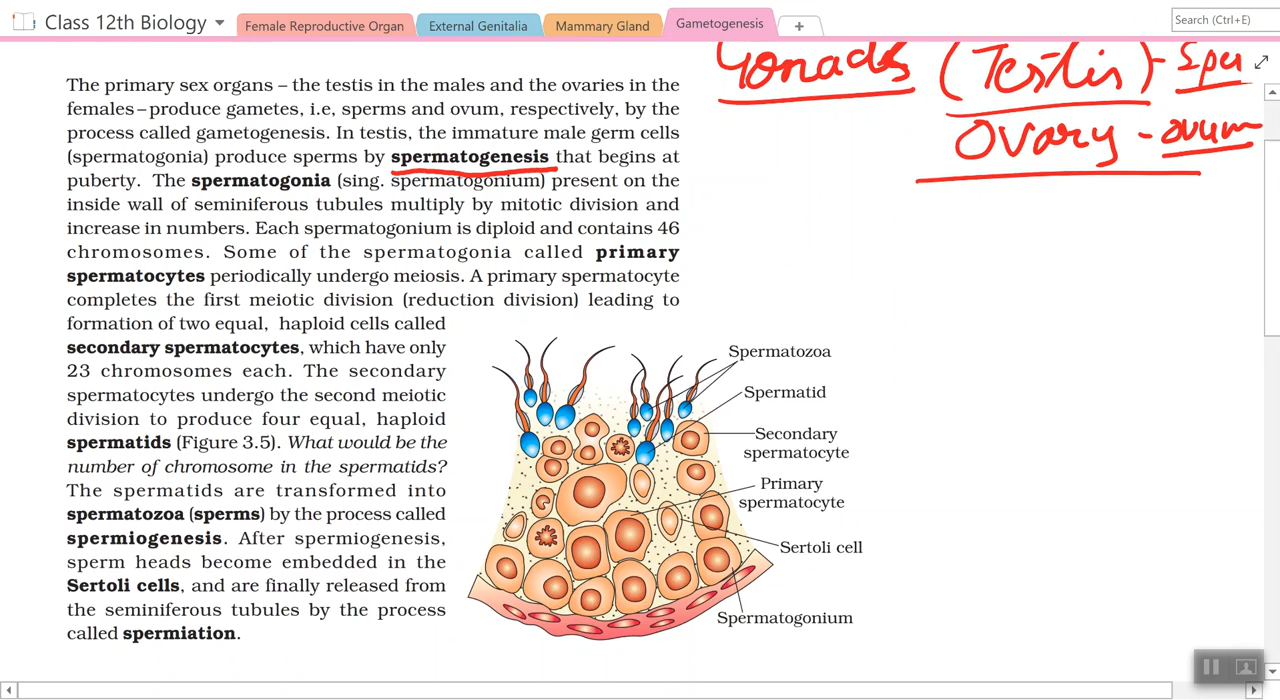 Class 12th Biology
Female Reproductive Organ
External Genitalia
Mammary Gland
Gametogenesis
+
Search (Ctrl+E)
Gonads (Testis) - Sper
Ovary - ovum
The primary sex organs – the testis in the males and the ovaries in the
females – produce gametes, i.e, sperms and ovum, respectively, by the
process called gametogenesis. In testis, the immature male germ cells
(spermatogonia) produce sperms by spermatogenesis that begins at
puberty. The spermatogonia (sing. spermatogonium) present on the
inside wall of seminiferous tubules multiply by mitotic division and
increase in numbers. Each spermatogonium is diploid and contains 46
chromosomes. Some of the spermatogonia called primary
spermatocytes periodically undergo meiosis. A primary spermatocyte
completes the first meiotic division (reduction division) leading to
formation of two equal, haploid cells called
secondary spermatocytes, which have only
23 chromosomes each. The secondary
spermatocytes undergo the second meiotic
division to produce four equal, haploid
spermatids (Figure 3.5). What would be the
number of chromosome in the spermatids?
The spermatids are transformed into
spermatozoa (sperms) by the process called
spermiogenesis. After spermiogenesis,
sperm heads become embedded in the
Sertoli cells, and are finally released from
the seminiferous tubules by the process
called spermiation.
Spermatozoa
Spermatid
Secondary
spermatocyte
Primary
spermatocyte
Sertoli cell
Spermatogonium